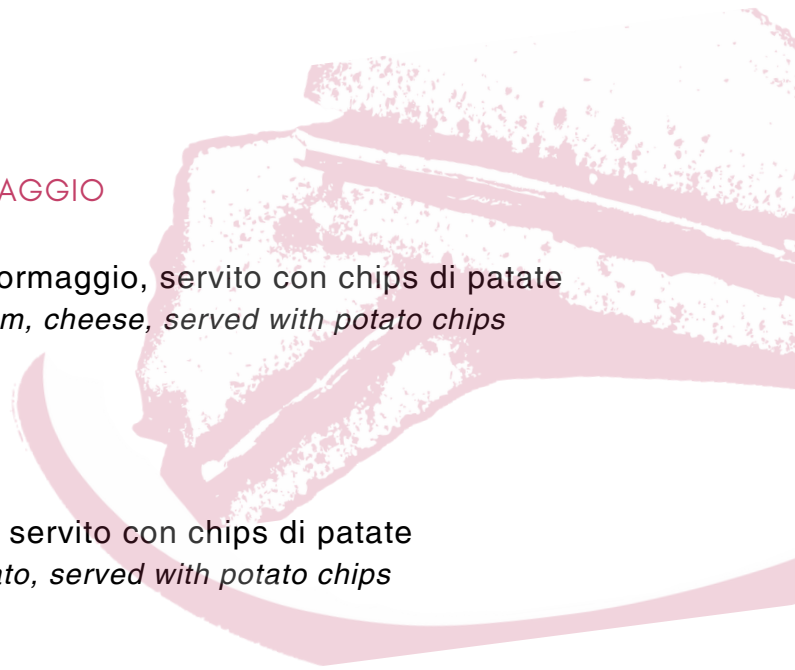 AGGIO
ormaggio, servito con chips di patate
m, cheese, served with potato chips
servito con chips di patate
ato, served with potato chips